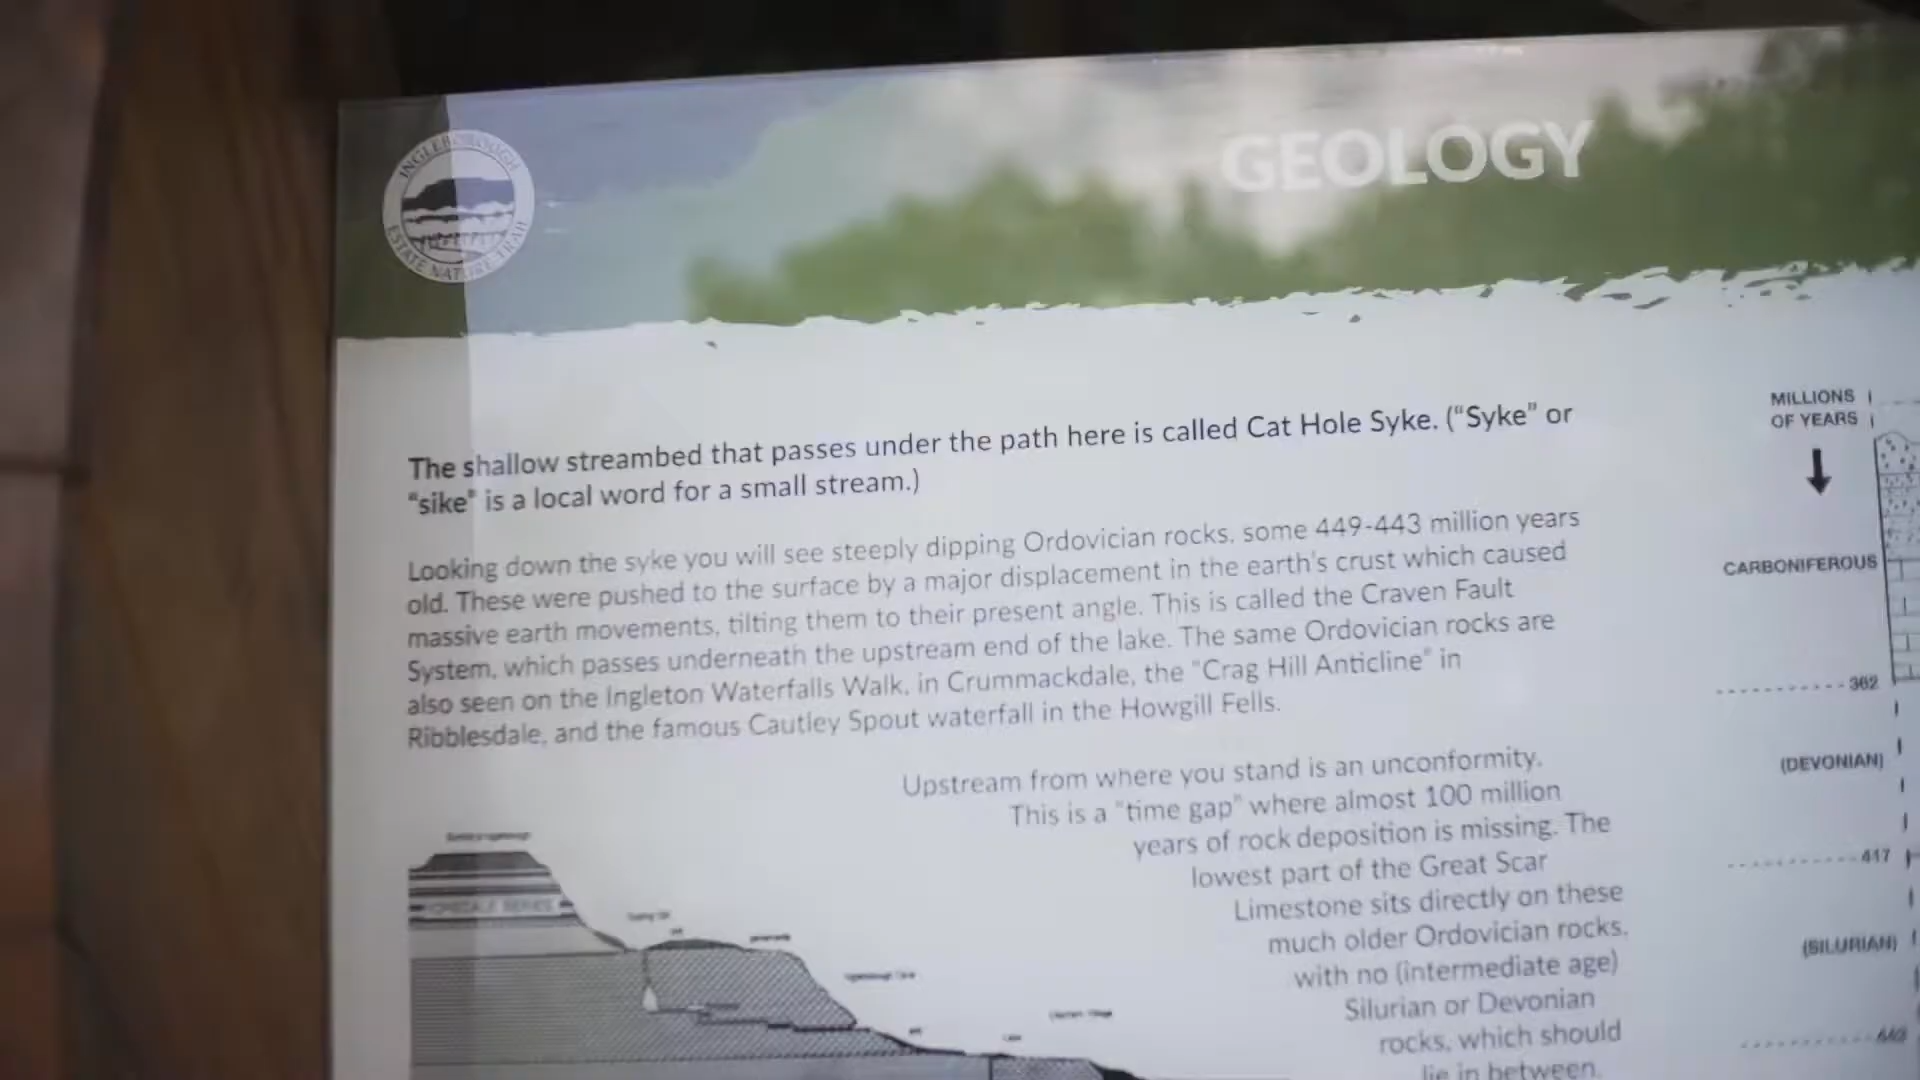 INGLEBOROUGH
ESTATE NATURE TRAIL
GEOLOGY
The shallow streambed that passes under the path here is called Cat Hole Syke. (“Syke” or
“sike” is a local word for a small stream.)
Looking down the syke you will see steeply dipping Ordovician rocks, some 449-443 million years
old. These were pushed to the surface by a major displacement in the earth's crust which caused
massive earth movements, tilting them to their present angle. This is called the Craven Fault
System, which passes underneath the upstream end of the lake. The same Ordovician rocks are
also seen on the Ingleton Waterfalls Walk, in Crummackdale, the “Crag Hill Anticline” in
Ribblesdale, and the famous Cautley Spout waterfall in the Howgill Fells.
Upstream from where you stand is an unconformity.
This is a “time gap” where almost 100 million
years of rock deposition is missing. The
lowest part of the Great Scar
Limestone sits directly on these
much older Ordovician rocks,
with no (intermediate age)
Silurian or Devonian
rocks, which should
lie in between.
MILLIONS
OF YEARS
CARBONIFEROUS
362
(DEVONIAN)
417
(SILURIAN)